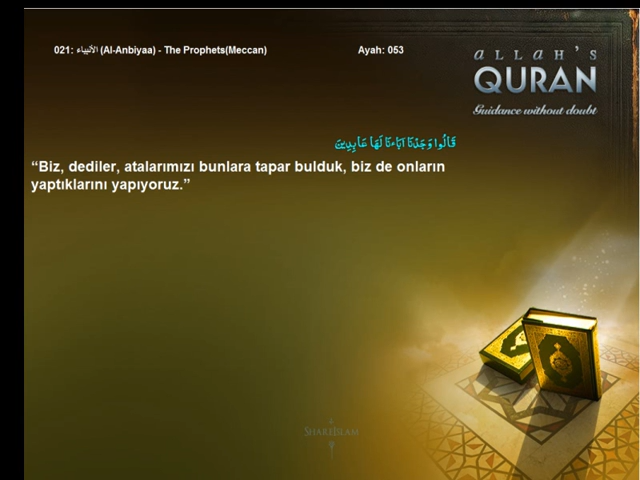 021: الأنبياء (Al-Anbiyaa) - The Prophets(Meccan) Ayah: 053
ALLAH'S
QURAN
Guidance without doubt
قَالُوا وَجَدْنَا آبَاءَنَا لَهَا عَابِدِينَ
“Biz, dediler, atalarımızı bunlara tapar bulduk, biz de onların
yaptıklarını yapıyoruz.”
SHAREISLAM